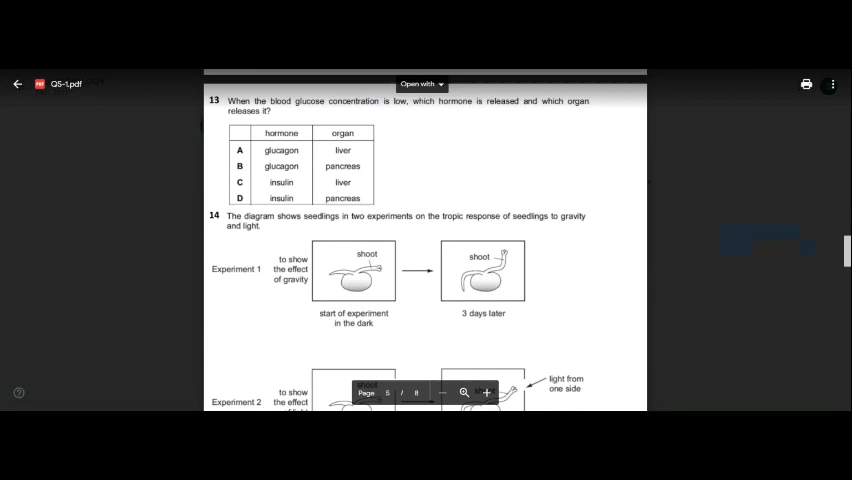 QS-1.pdf
Open with
13 When the blood glucose concentration is low, which hormone is released and which organ
releases it?
hormone organ
A glucagon liver
B glucagon pancreas
C insulin liver
D insulin pancreas
14 The diagram shows seedlings in two experiments on the tropic response of seedlings to gravity
and light.
Experiment 1
to show
the effect
of gravity
shoot
shoot
start of experiment
in the dark
3 days later
Experiment 2
to show
the effect
of light
shoot
light from
one side
Page 5 / 8